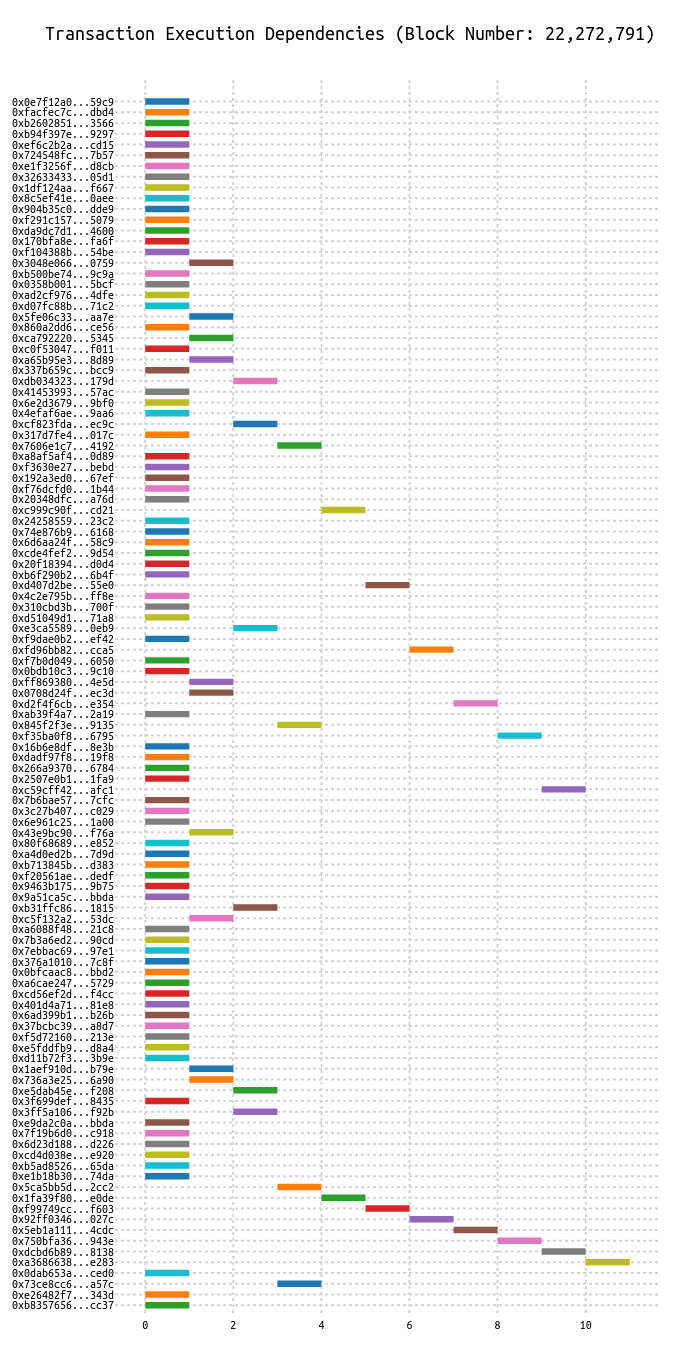 Transaction Execution Dependencies (Block Number: 22,272,791)
0x0e7f12a0...59c9
0xfacfec7c...dbd4
0xb2602851...3566
0xb94f397e...9297
0xef6c2b2a...cd15
0x724548fc...7b57
0xe1f3256f...d8cb
0x32633433...05d1
0x1df124aa...f667
0x8c5ef41e...0aee
0x904b35c0...dde9
0xf291c157...5079
0xda9dc7d1...4600
0x170bfa8e...fa6f
0xf104388b...54be
0x3048e066...0759
0xb500be74...9c9a
0x0358b001...5bcf
0xad2cf976...4dfe
0xd07fc88b...71c2
0x5fe06c33...aa7e
0x860a2dd6...ce56
0xca792220...5345
0xc0f53047...f011
0xa65b95e3...8d89
0x337b659c...bcc9
0xdb034323...179d
0x41453993...57ac
0x6e2d3679...9bf0
0x4efaf6ae...9aa6
0xcf823fda...ec9c
0x317d7fe4...017c
0x7606e1c7...4192
0xa8af5af4...0d89
0xf3630e27...bebd
0x192a3ed0...67ef
0xf76dcfd0...1b44
0x20348dfc...a76d
0xc999c90f...cd21
0x24258559...23c2
0x74e876b9...6168
0x6d6aa24f...58c9
0xcde4fef2...9d54
0x20f18394...d0d4
0xb6f290b2...6b4f
0xd407d2be...55e0
0x4c2e795b...ff8e
0x310cbd3b...700f
0xd51049d1...71a8
0xe3ca5589...0eb9
0xf9dae0b2...ef42
0xfd96bb82...cca5
0xf7b0d049...6050
0x0bdb10c3...9c10
0xff869380...4e5d
0x0708d24f...ec3d
0xd2f4f6cb...e354
0xab39f4a7...2a19
0x845f2f3e...9135
0xf35ba0f8...6795
0x16b6e8df...8e3b
0xdadf97f8...19f8
0x266a9370...6784
0x2507e0b1...1fa9
0xc59cff42...afc1
0x7b6bae57...7cfc
0x3c27b407...c029
0x6e961c25...1a00
0x43e9bc90...f76a
0x80f68689...e852
0xa4d0ed2b...7d9d
0xb713845b...d383
0xf20561ae...dedf
0x9463b175...9b75
0x9a51ca5c...bbda
0xb31ffc86...1815
0xc5f132a2...53dc
0xa6088f48...21c8
0x7b3a6ed2...90cd
0x7ebbac69...97e1
0x376a1010...7c8f
0x0bfcaac8...bbd2
0xa6cae247...5729
0xcd56ef2d...f4cc
0x401d4a71...81e8
0x6ad399b1...b26b
0x37bcbc39...a8d7
0xf5d72160...213e
0xe5fddfb9...d8a4
0xd11b72f3...3b9e
0x1aef910d...b79e
0x736a3e25...6a90
0xe5dab45e...f208
0x3f699def...8435
0x3ff5a106...f92b
0xe9da2c0a...bbda
0x7f19b6d0...c918
0x6d23d188...d226
0xcd4d038e...e920
0xb5ad8526...65da
0xe1b18b30...74da
0x5ca5bb5d...2cc2
0x1fa39f80...e0de
0xf99749cc...f603
0x92ff0346...027c
0x5eb1a111...4cdc
0x750bfa36...943e
0xdcbd6b89...8138
0xa3686638...e283
0x0dab653a...ced0
0x73ce8cc6...a57c
0xe26482f7...343d
0xb8357656...cc37
0 2 4 6 8 10